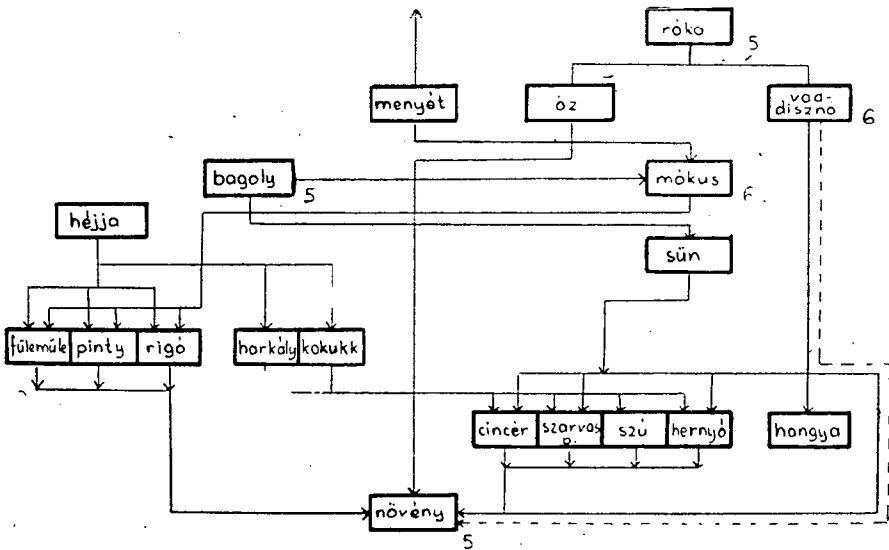 róka
5
menyét
őz
vad-
disznó
6
bagoly
5
mókus
6
héjja
sün
fülemüle pinty rigó
harkály kakukk
cincér szarvas
b. szú hernyó
hangya
növény
5